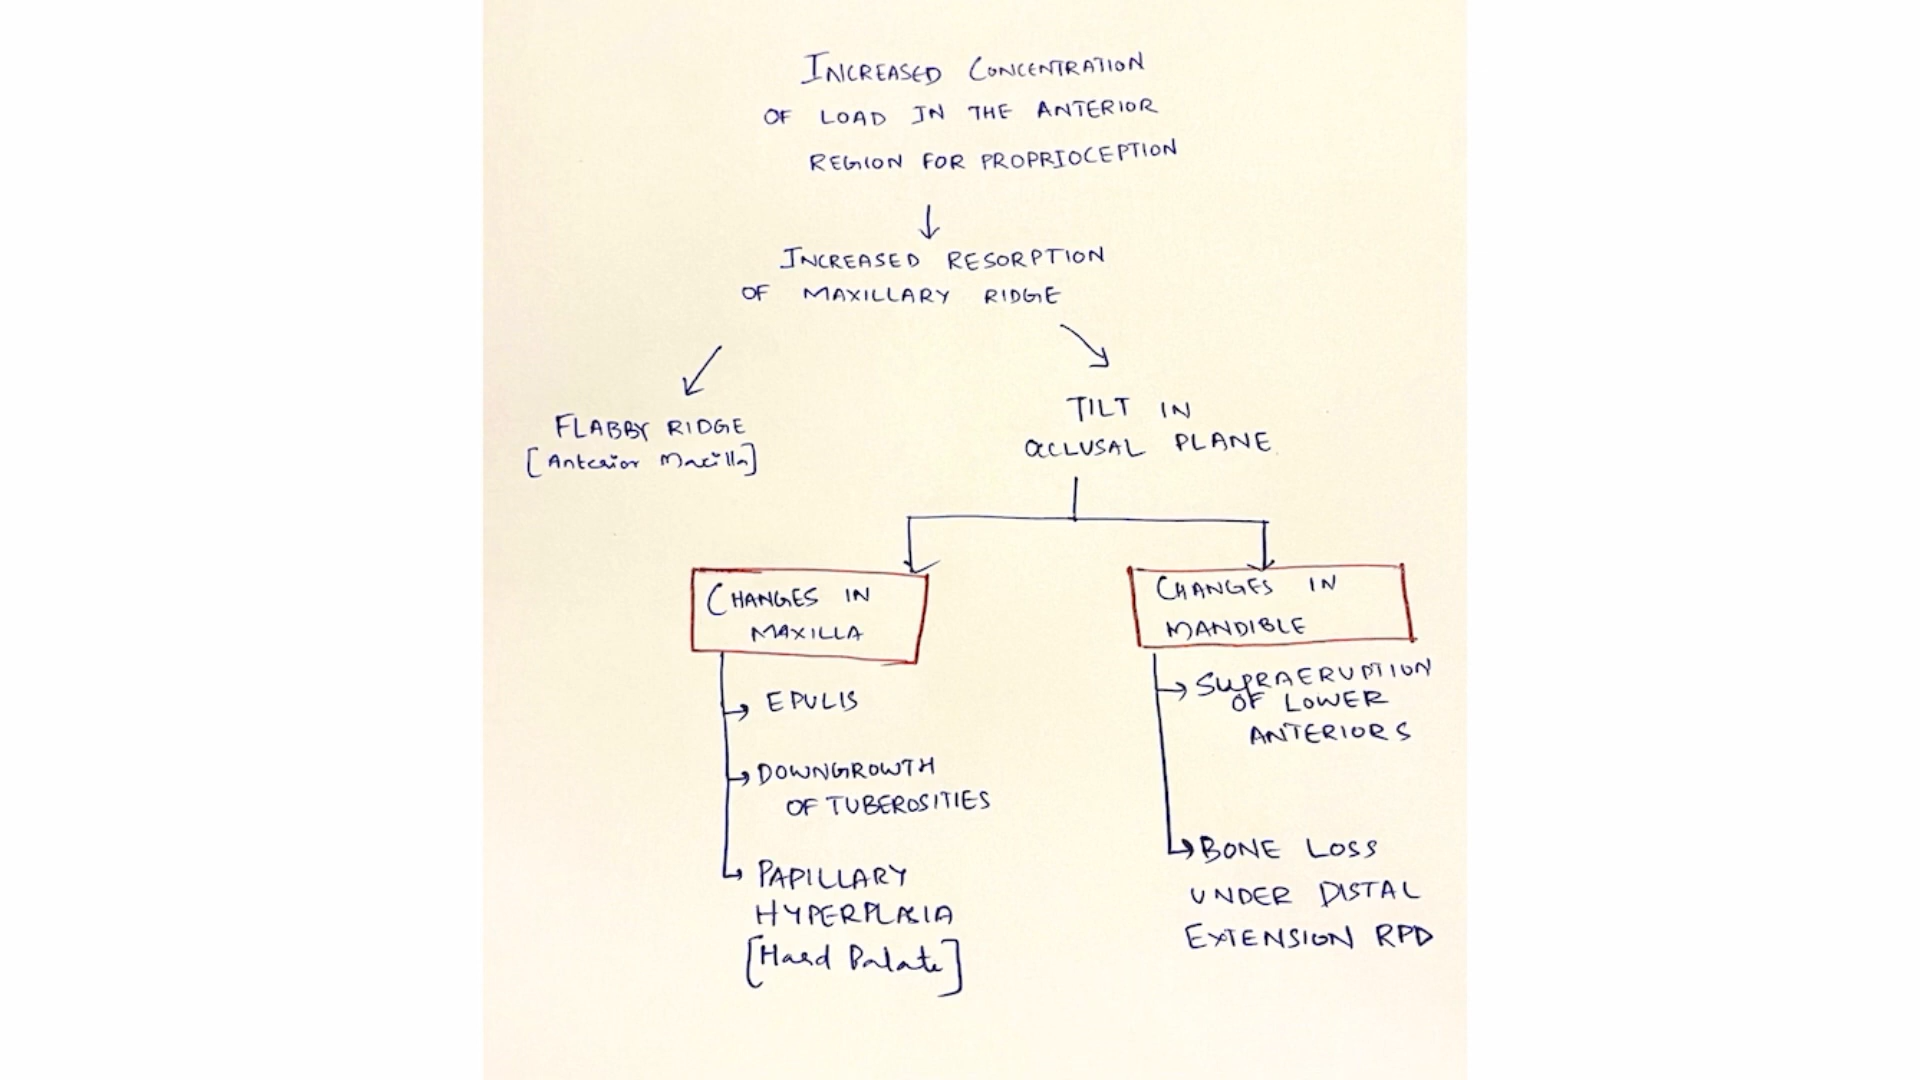 INCREASED CONCENTRATION
OF LOAD IN THE ANTERIOR
REGION FOR PROPRIOCEPTION
INCREASED RESORPTION
OF MAXILLARY RIDGE
FLABBY RIDGE
[Anterior Maxilla]
TILT IN
OCCLUSAL PLANE
CHANGES IN
MAXILLA
EPULIS
DOWNGROWTH
OF TUBEROSITIES
PAPILLARY
HYPERPLASIA
[Hard Palate]
CHANGES IN
MANDIBLE
SUPRAERUPTION
OF LOWER
ANTERIORS
BONE LOSS
UNDER DISTAL
EXTENSION RPD